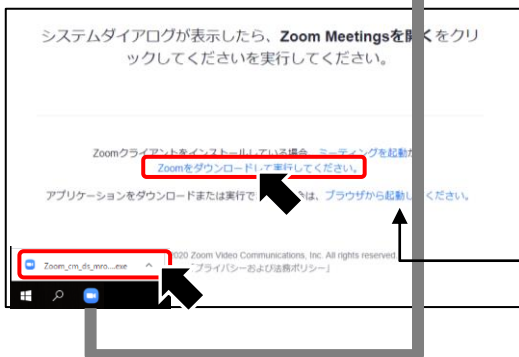 システムダイアログが表示したら、Zoom Meetingsを開くをクリ
ックしてくださいを実行してください。
Zoomクライアントをインストールしている場合、ミーティングを起動
Zoomをダウンロードして実行してください。
アプリケーションをダウンロードまたは実行で 合は、ブラウザから起動 ください。
2020 Zoom Video Communications, Inc. All rights reserved.
プライバシーおよび法務ポリシー」
Zoom_cm_ds_mro....exe